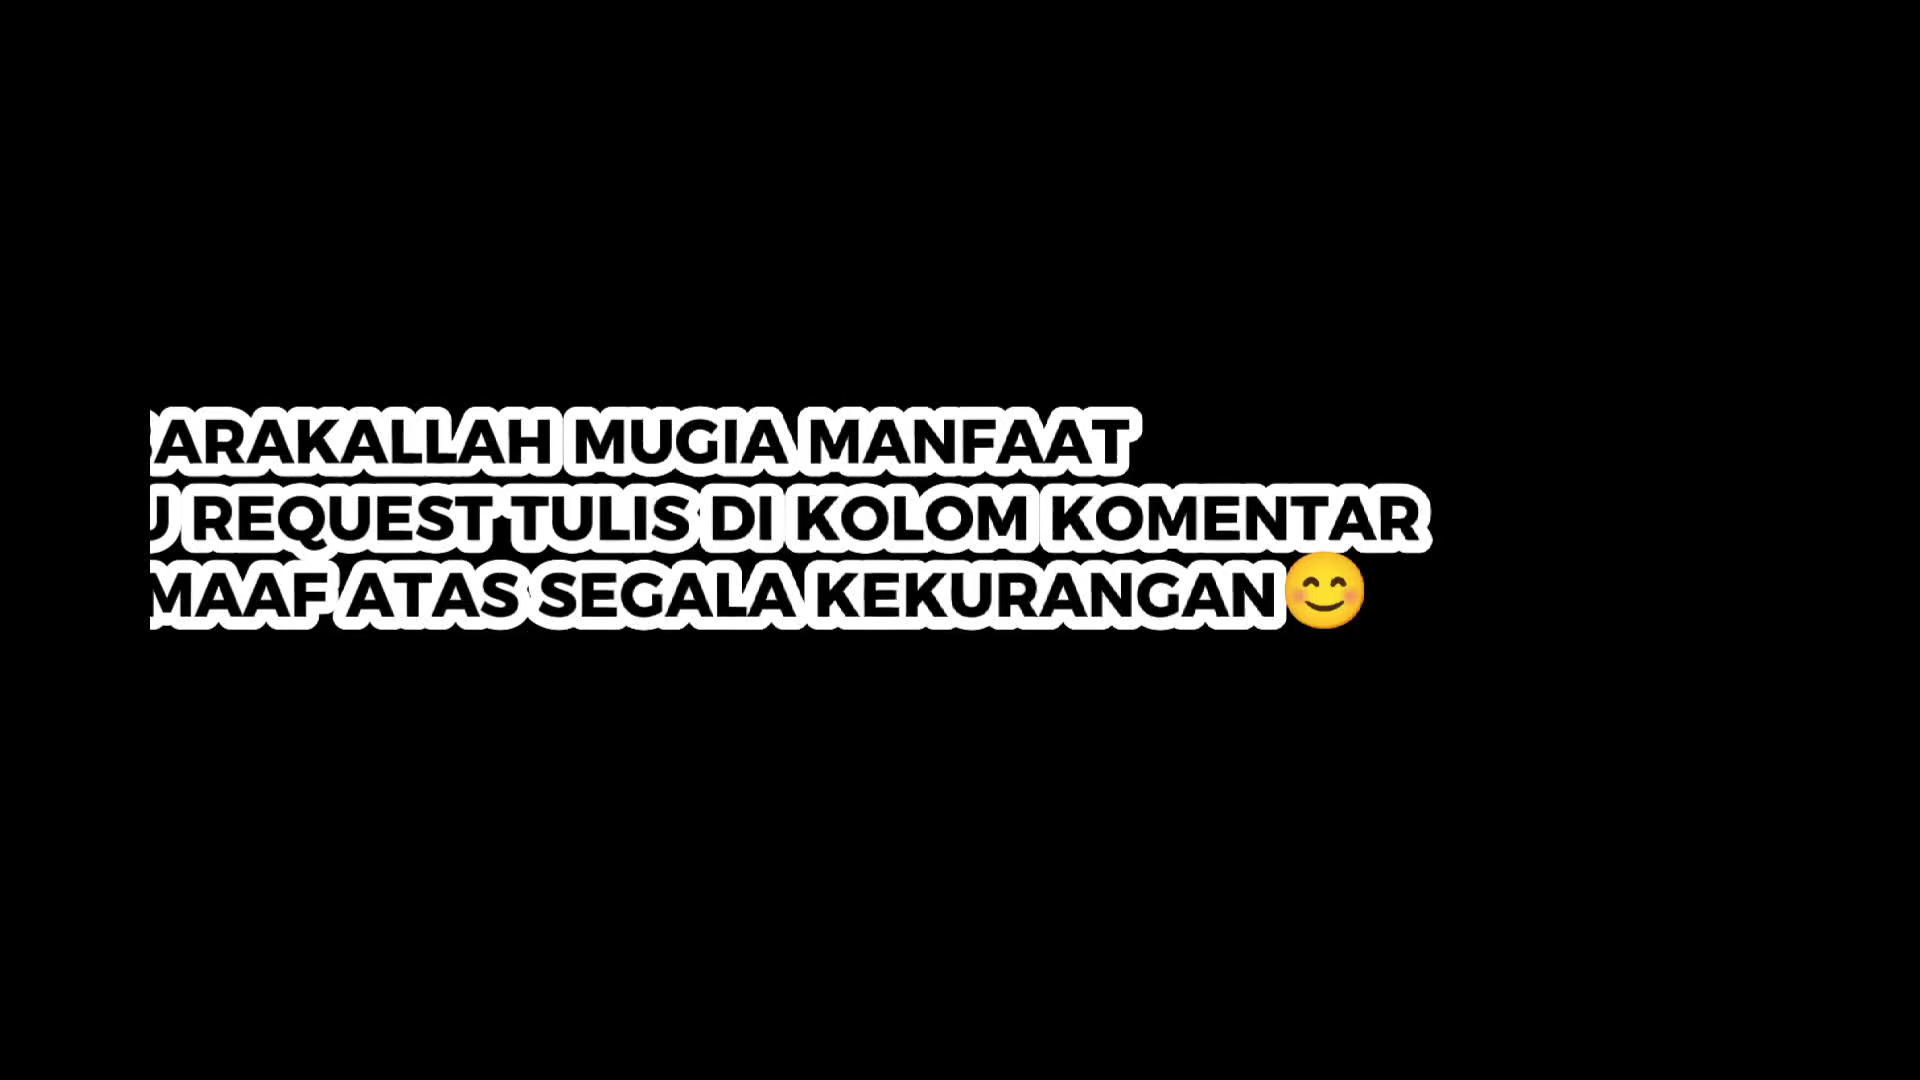 ARAKALLAH MUGIA MANFAAT
U REQUEST TULIS DI KOLOM KOMENTAR
MAAF ATAS SEGALA KEKURANGAN😊